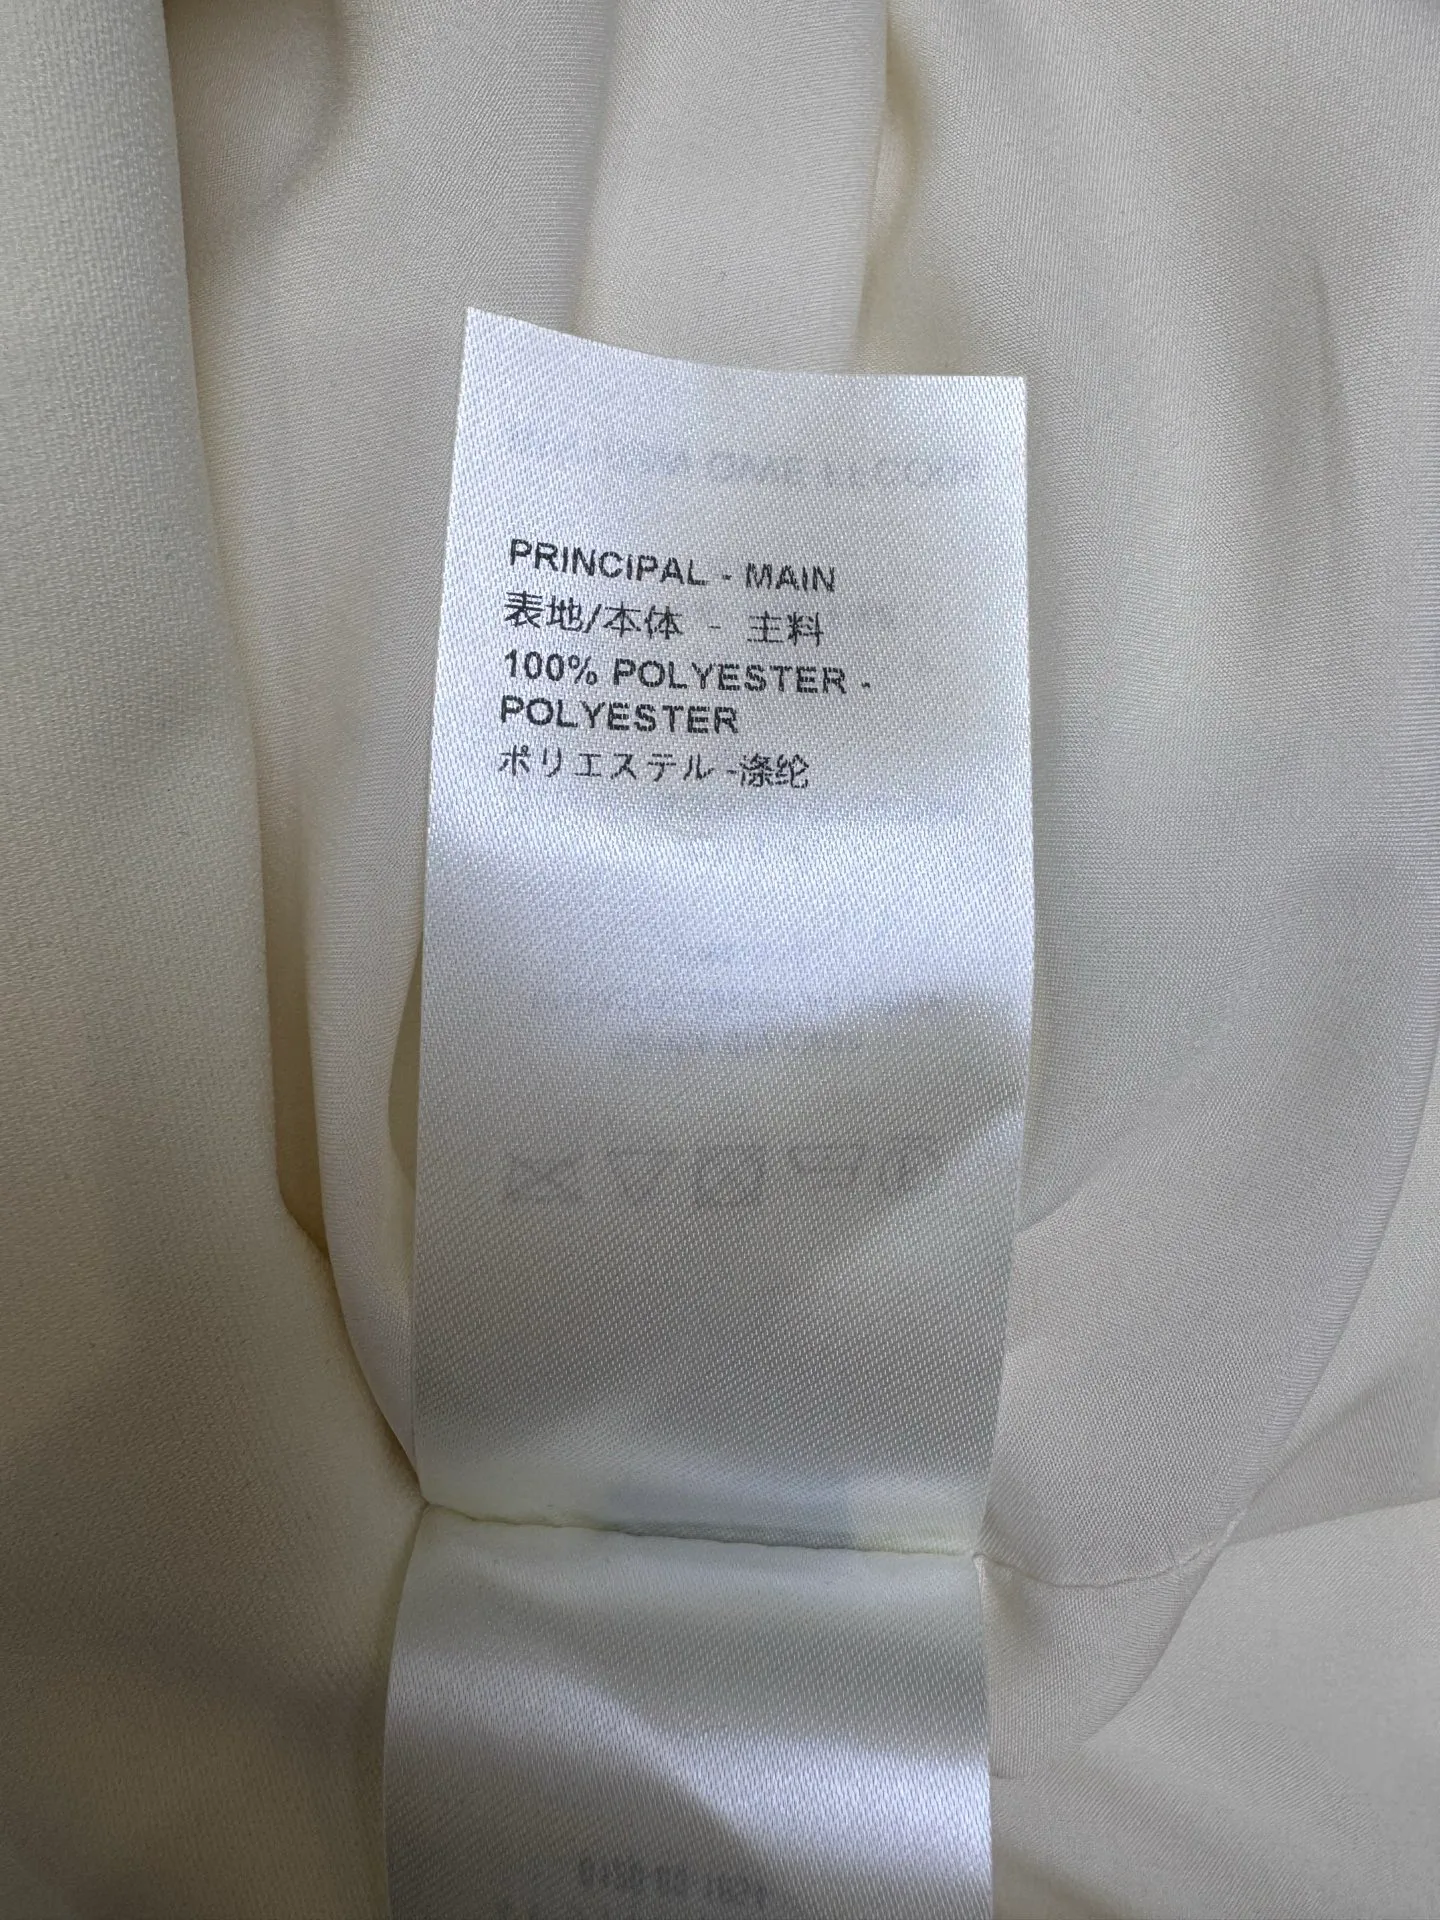 PRINCIPAL - MAIN
表地/本体 - 主料
100% POLYESTER -
POLYESTER
ポリエステル -涤纶